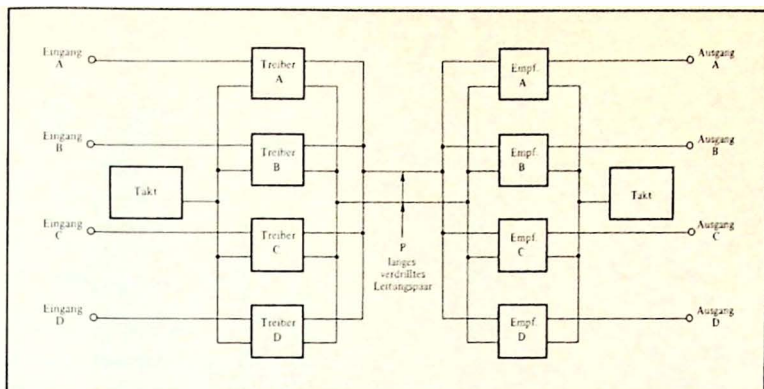 Eingang
A
Treiber
A
Empf.
A
Ausgang
A
Eingang
B
Treiber
B
Empf.
B
Ausgang
B
Takt
Takt
Eingang
C
Treiber
C
P
langes
verdrilltes
Leitungspaar
Empf.
C
Ausgang
C
Eingang
D
Treiber
D
Empf.
D
Ausgang
D